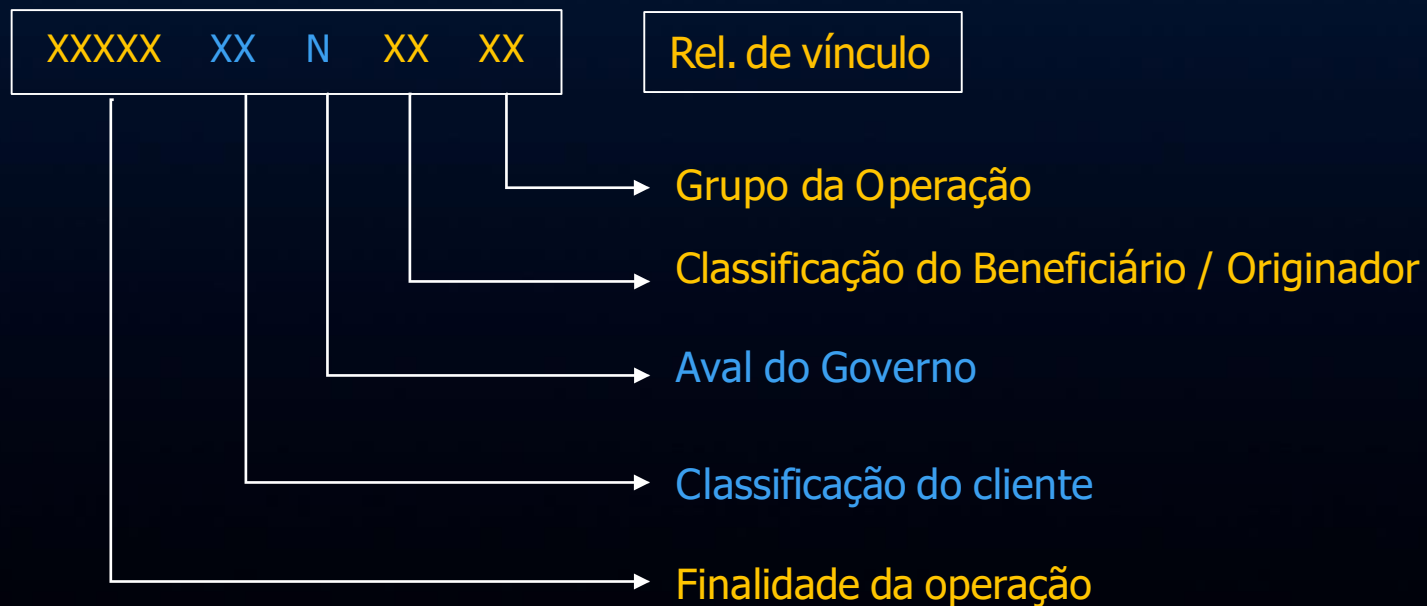 XXXXX XX N XX XX
Rel. de vínculo
Grupo da Operação
Classificação do Beneficiário / Originador
Aval do Governo
Classificação do cliente
Finalidade da operação